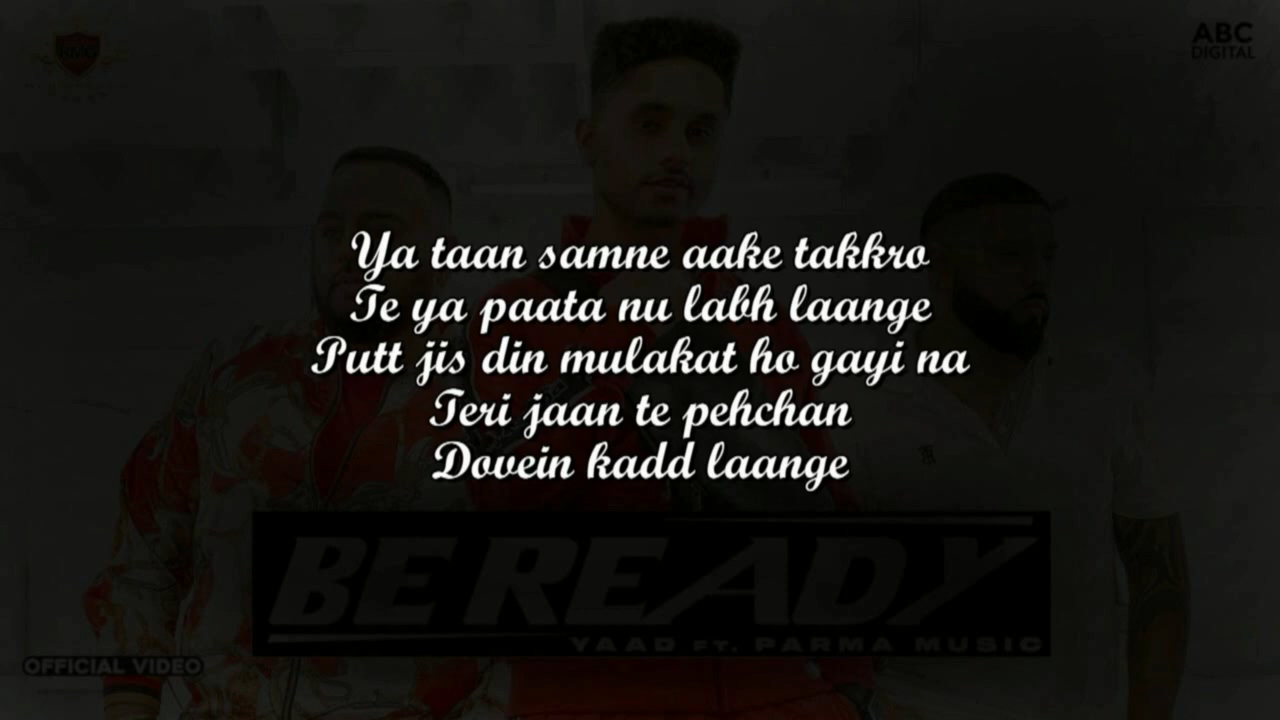 RMG
ABC
DIGITAL
Ya taan samne aake takkro
Te ya paata nu labh laange
Putt jis din mulakat ho gayi na
Teri jaan te pehchan
Dovein kadd laange
BE READY
YAAD FT. PARMA MUSIC
OFFICIAL VIDEO